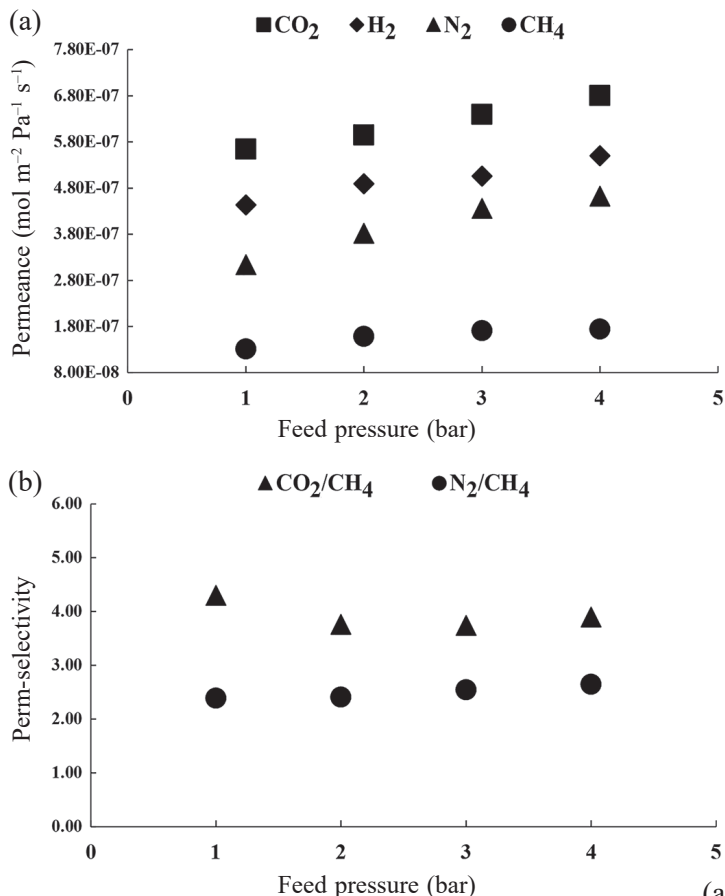 (a)
CO2 H2 N2 CH4
7.80E-07
6.80E-07
5.80E-07
4.80E-07
3.80E-07
2.80E-07
1.80E-07
8.00E-08
Permeance (mol m−2 Pa−1 s−1)
0 1 2 3 4 5
Feed pressure (bar)
(b)
CO2/CH4 N2/CH4
6.00
5.00
4.00
3.00
2.00
1.00
0.00
Perm-selectivity
0 1 2 3 4 5
Feed pressure (bar)
(a